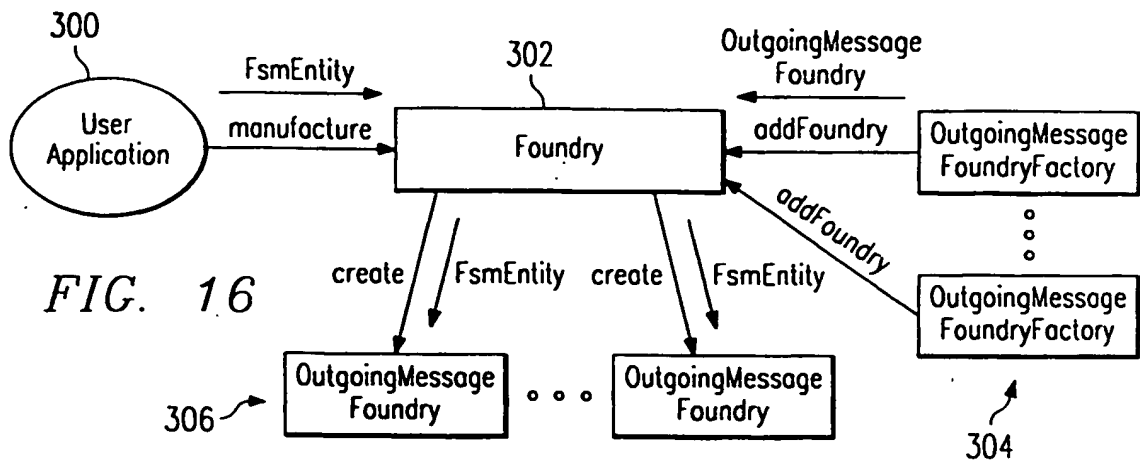 300
User
Application
FsmEntity
manufacture
302
Foundry
OutgoingMessage
Foundry
addFoundry
OutgoingMessage
FoundryFactory
addFoundry
OutgoingMessage
FoundryFactory
304
create
FsmEntity
create
FsmEntity
FIG. 16
306
OutgoingMessage
Foundry
OutgoingMessage
Foundry